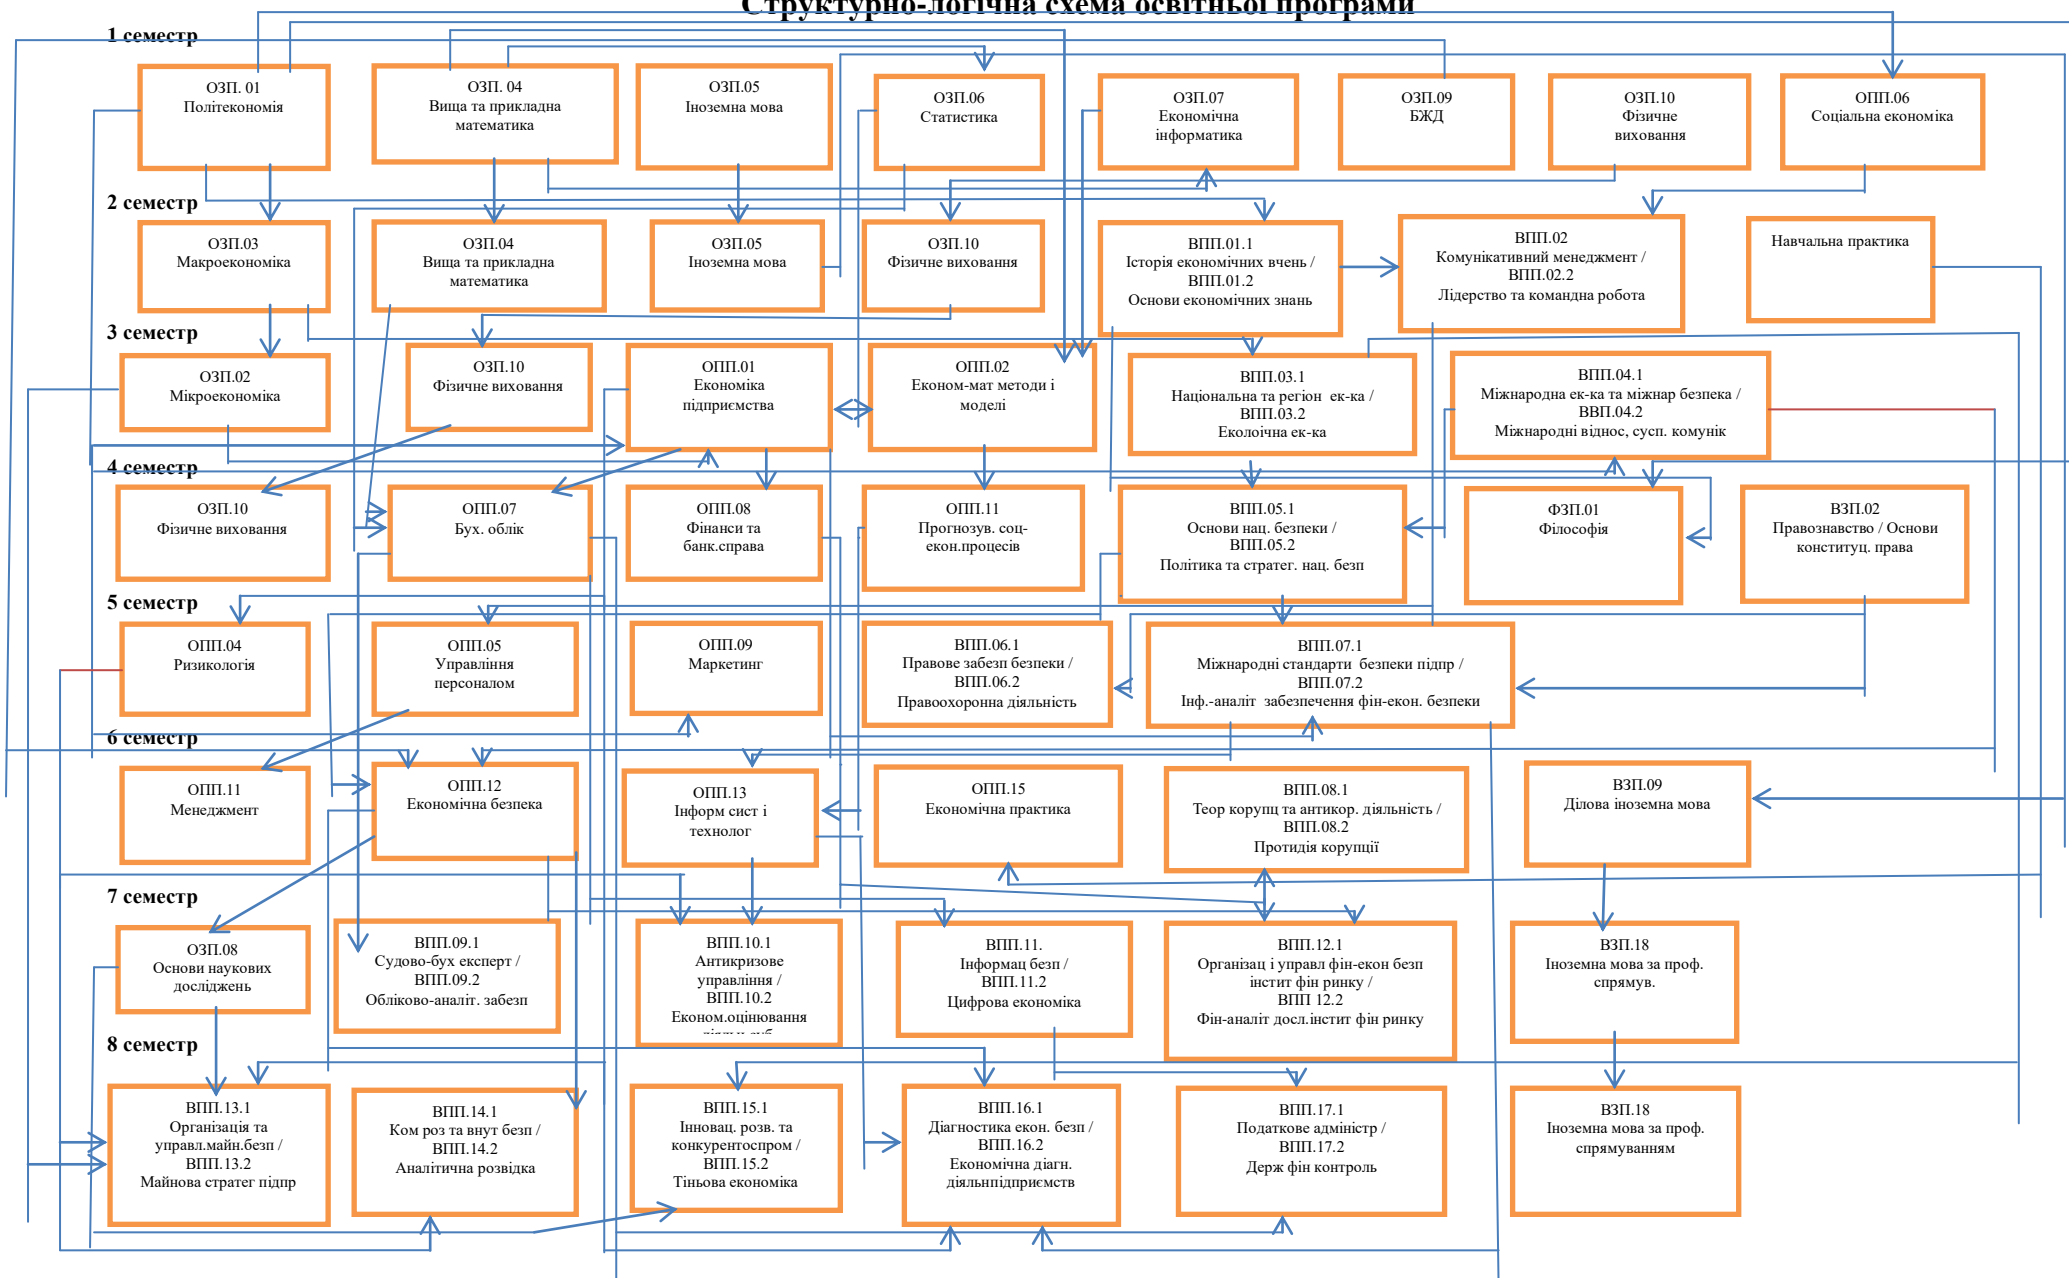 Структурно-логічна схема освітньої програми
1 семестр
ОЗП. 01
Політекономія
ОЗП. 04
Вища та прикладна
математика
ОЗП.05
Іноземна мова
ОЗП.06
Статистика
ОЗП.07
Економічна
інформатика
ОЗП.09
БЖД
ОЗП.10
Фізичне
виховання
ОПП.06
Соціальна економіка
2 семестр
ОЗП.03
Макроекономіка
ОЗП.04
Вища та прикладна
математика
ОЗП.05
Іноземна мова
ОЗП.10
Фізичне виховання
ВПП.01.1
Історія економічних вчень /
ВПП.01.2
Основи економічних знань
ВПП.02
Комунікативний менеджмент /
ВПП.02.2
Лідерство та командна робота
Навчальна практика
3 семестр
ОЗП.02
Мікроекономіка
ОЗП.10
Фізичне виховання
ОПП.01
Економіка
підприємства
ОПП.02
Економ-мат методи і
моделі
ВПП.03.1
Національна та регіон ек-ка /
ВПП.03.2
Еколоічна ек-ка
ВПП.04.1
Міжнародна ек-ка та міжнар безпека /
ВВП.04.2
Міжнародні віднос, сусп. комунік
4 семестр
ОЗП.10
Фізичне виховання
ОПП.07
Бух. облік
ОПП.08
Фінанси та
банк.справа
ОПП.11
Прогнозув. соц-
екон.процесів
ВПП.05.1
Основи нац. безпеки /
ВПП.05.2
Політика та стратег. нац. безп
ФЗП.01
Філософія
ВЗП.02
Правознавство / Основи
конституц. права
5 семестр
ОПП.04
Ризикологія
ОПП.05
Управління
персоналом
ОПП.09
Маркетинг
ВПП.06.1
Правове забезп безпеки /
ВПП.06.2
Правоохоронна діяльність
ВПП.07.1
Міжнародні стандарти безпеки підпр /
ВПП.07.2
Інф.-аналіт забезпечення фін-екон. безпеки
6 семестр
ОПП.11
Менеджмент
ОПП.12
Економічна безпека
ОПП.13
Інформ сист і
технолог
ОПП.15
Економічна практика
ВПП.08.1
Теор корупц та антикор. діяльність /
ВПП.08.2
Протидія корупції
ВЗП.09
Ділова іноземна мова
7 семестр
ОЗП.08
Основи наукових
досліджень
ВПП.09.1
Судово-бух експерт /
ВПП.09.2
Обліково-аналіт. забезп
ВПП.10.1
Антикризове
управління /
ВПП.10.2
Економ.оцінювання
ВПП.11.
Інформац безп /
ВПП.11.2
Цифрова економіка
ВПП.12.1
Організац і управл фін-екон безп
інстит фін ринку /
ВПП 12.2
Фін-аналіт досл.інстит фін ринку
ВЗП.18
Іноземна мова за проф.
спрямув.
8 семестр
ВПП.13.1
Організація та
управл.майн.безп /
ВПП.13.2
Майнова стратег підпр
ВПП.14.1
Ком роз та внут безп /
ВПП.14.2
Аналітична розвідка
ВПП.15.1
Інновац. розв. та
конкурентоспром /
ВПП.15.2
Тіньова економіка
ВПП.16.1
Діагностика екон. безп /
ВПП.16.2
Економічна діагн.
діяльнпідприємств
ВПП.17.1
Податкове адміністр /
ВПП.17.2
Держ фін контроль
ВЗП.18
Іноземна мова за проф.
спрямуванням